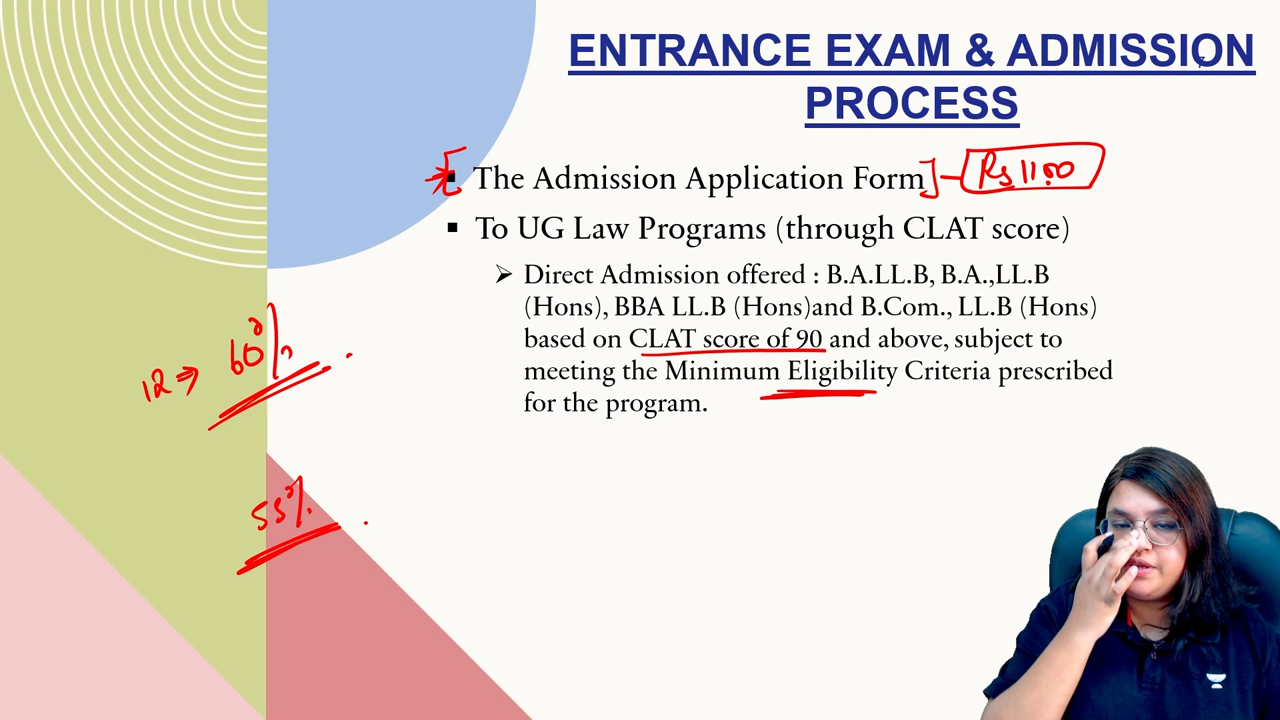 ENTRANCE EXAM & ADMISSION
PROCESS
▪ The Admission Application Form] - Rs 1100
▪ To UG Law Programs (through CLAT score)
➢ Direct Admission offered : B.A.LL.B, B.A.,LL.B
(Hons), BBA LL.B (Hons)and B.Com., LL.B (Hons)
based on CLAT score of 90 and above, subject to
meeting the Minimum Eligibility Criteria prescribed
for the program.
12 ⇒ 60%
55%